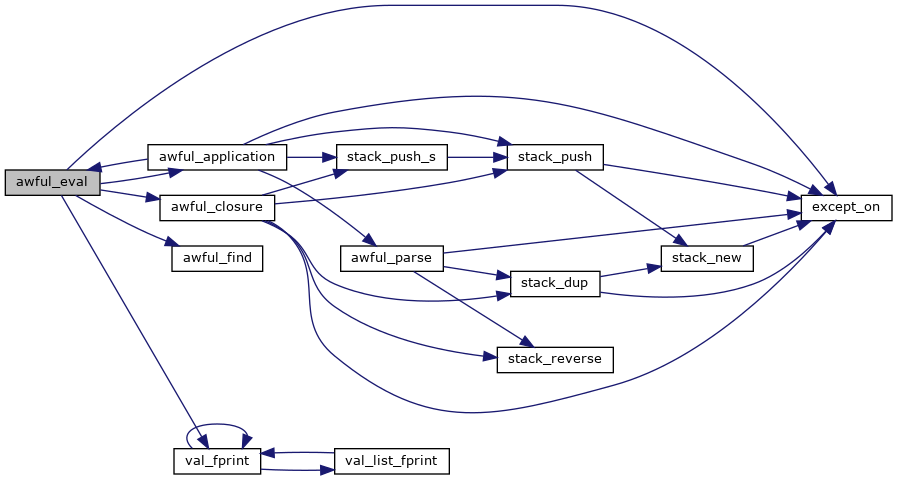 awful_eval
awful_application
awful_closure
awful_find
val_fprint
stack_push_s
awful_parse
val_list_fprint
stack_push
stack_dup
stack_reverse
stack_new
except_on